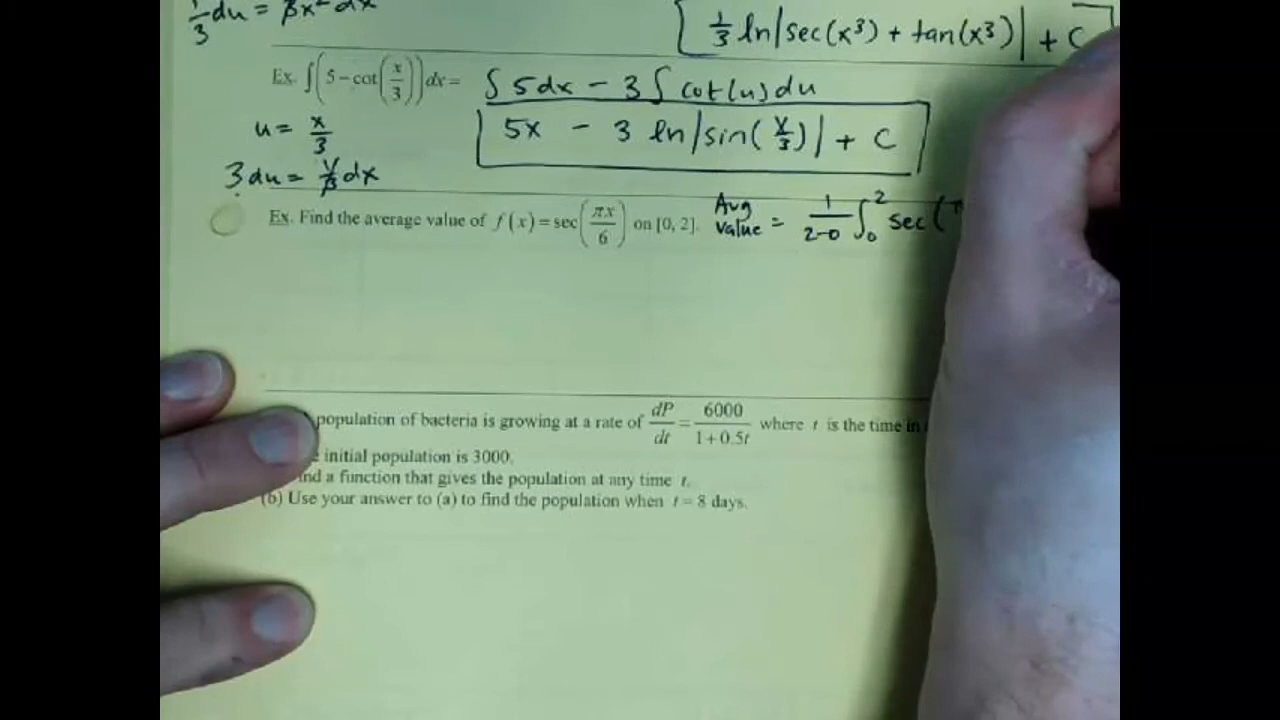 1/3 du = 3x² dx
1/3 ln|sec(x³) + tan(x³)| + C
Ex. ∫(5 − cot(x/3))dx = ∫ 5dx − 3 ∫ cot(u)du
u = x/3
5x − 3 ln|sin(x/3)| + C
3du = 1/3 dx
Ex. Find the average value of f(x) = sec(πx/6) on [0, 2]. Avg value = 1/(2−0) ∫₀² sec(
population of bacteria is growing at a rate of dP/dt = 6000/(1+0.5t) where t is the time in
initial population is 3000.
a function that gives the population at any time t.
(b) Use your answer to (a) to find the population when t = 8 days.